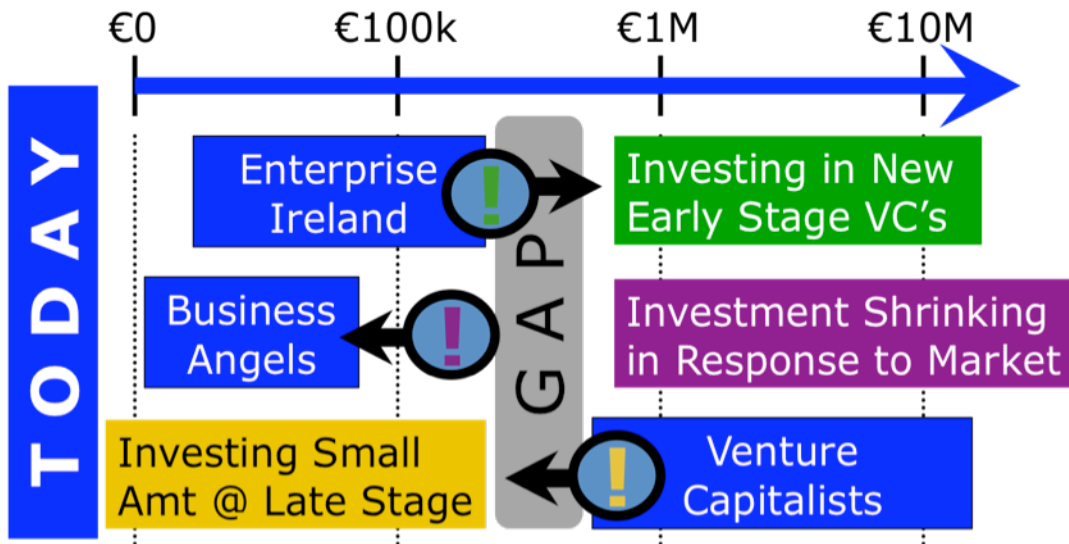 €0 €100k €1M €10M
TODAY
Enterprise
Ireland
!
Investing in New
Early Stage VC's
GAP
Business
Angels
!
Investment Shrinking
in Response to Market
Investing Small
Amt @ Late Stage
!
Venture
Capitalists